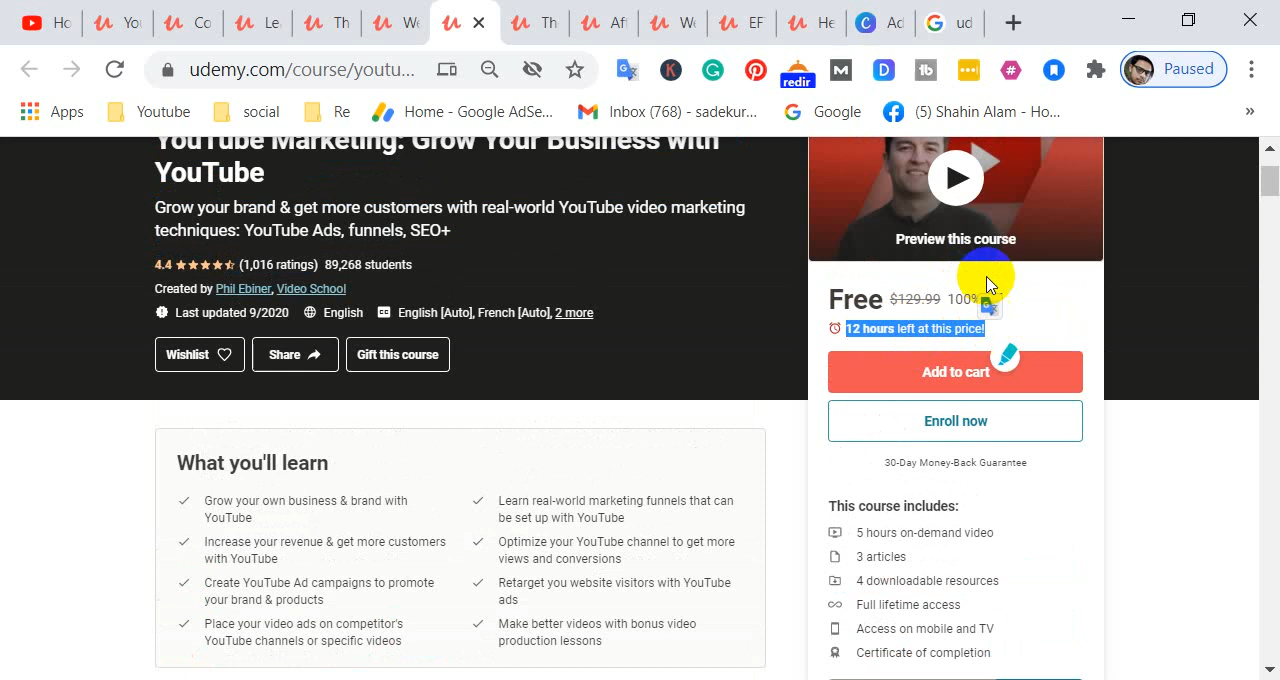 Ho
Yo
Co
Le
Th
We
Th
Aff
We
EF
He
Ad
ud
udemy.com/course/youtu...
redir
Paused
Apps
Youtube
social
Re
Home - Google AdSe...
Inbox (768) - sadekur...
Google
(5) Shahin Alam - Ho...
»
YouTube Marketing: Grow Your Business with
YouTube
Grow your brand & get more customers with real-world YouTube video marketing
techniques: YouTube Ads, funnels, SEO+
4.4 (1,016 ratings) 89,268 students
Created by Phil Ebiner, Video School
Last updated 9/2020 English English [Auto], French [Auto], 2 more
Wishlist Share Gift this course
Preview this course
Free $129.99 100%
12 hours left at this price!
Add to cart
Enroll now
30-Day Money-Back Guarantee
This course includes:
5 hours on-demand video
3 articles
4 downloadable resources
Full lifetime access
Access on mobile and TV
Certificate of completion
What you'll learn
Grow your own business & brand with
YouTube
Increase your revenue & get more customers
with YouTube
Create YouTube Ad campaigns to promote
your brand & products
Place your video ads on competitor's
YouTube channels or specific videos
Learn real-world marketing funnels that can
be set up with YouTube
Optimize your YouTube channel to get more
views and conversions
Retarget you website visitors with YouTube
ads
Make better videos with bonus video
production lessons